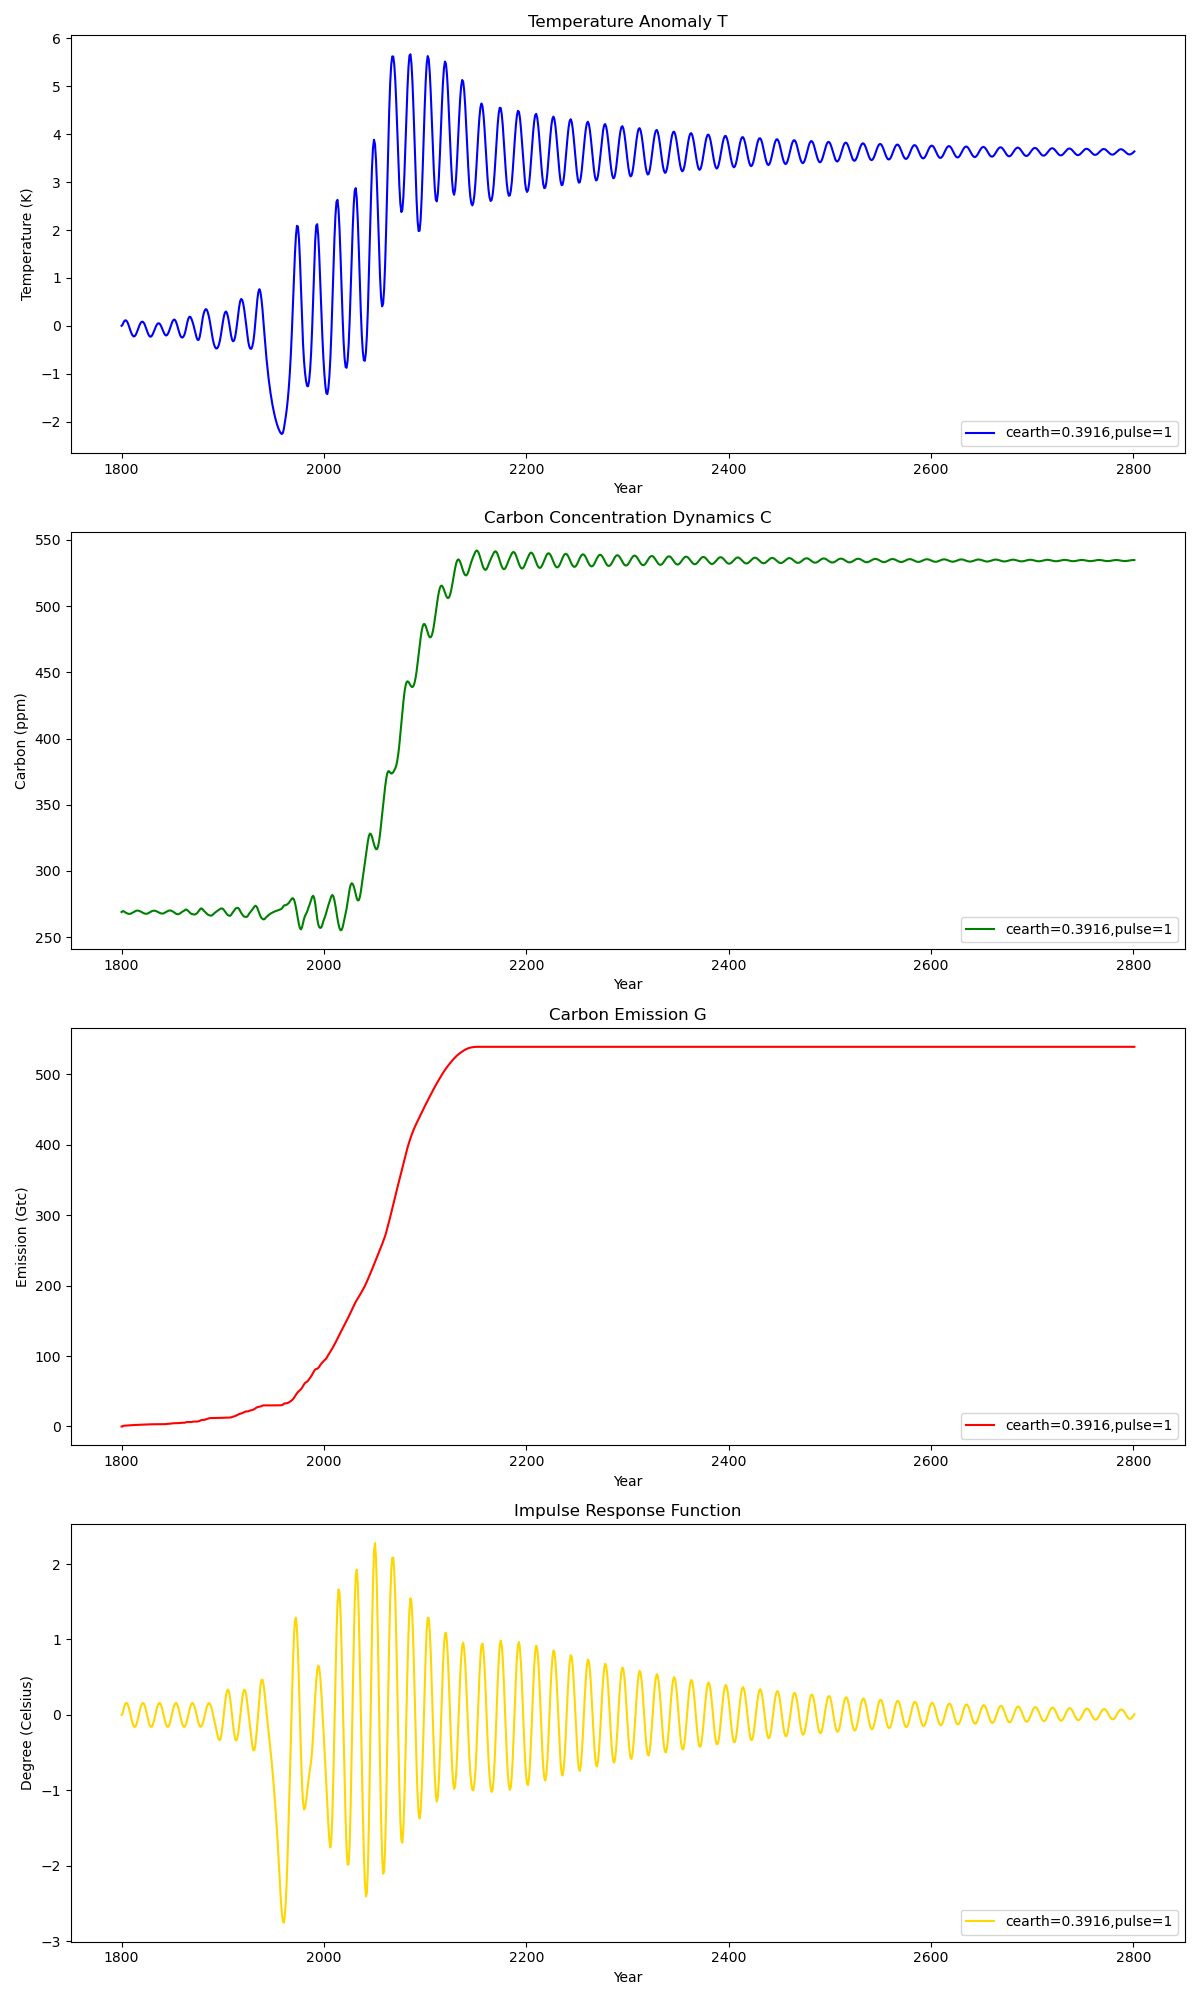 Temperature Anomaly T
6
5
4
3
2
1
0
−1
−2
Temperature (K)
cearth=0.3916,pulse=1
1800 2000 2200 2400 2600 2800
Year
Carbon Concentration Dynamics C
550
500
450
400
350
300
250
Carbon (ppm)
cearth=0.3916,pulse=1
1800 2000 2200 2400 2600 2800
Year
Carbon Emission G
500
400
300
200
100
0
Emission (Gtc)
cearth=0.3916,pulse=1
1800 2000 2200 2400 2600 2800
Year
Impulse Response Function
2
1
0
−1
−2
−3
Degree (Celsius)
cearth=0.3916,pulse=1
1800 2000 2200 2400 2600 2800
Year